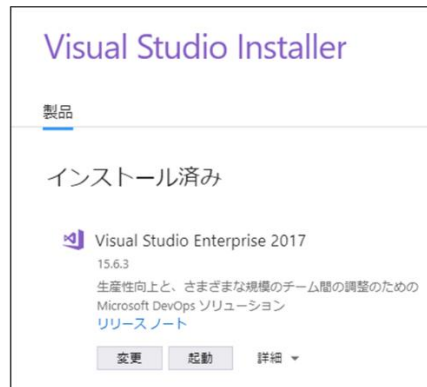 Visual Studio Installer
製品
インストール済み
Visual Studio Enterprise 2017
15.6.3
生産性向上と、さまざまな規模のチーム間の調整のための
Microsoft DevOps ソリューション
リリース ノート
変更 起動 詳細